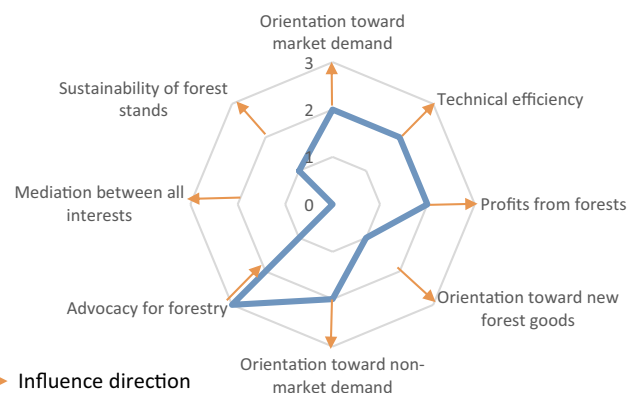 Orientation toward
market demand
3
Sustainability of forest
stands
Technical efficiency
2
1
Mediation between all
interests
0
Profits from forests
Advocacy for forestry
Orientation toward new
forest goods
Orientation toward non-
market demand
Influence direction